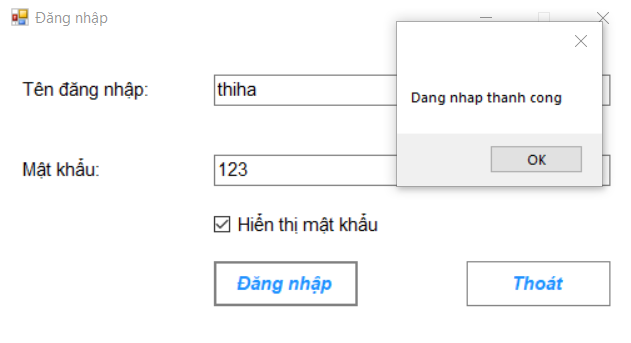 Đăng nhập
Tên đăng nhập:
thiha
Dang nhap thanh cong
OK
Mật khẩu:
123
Hiển thị mật khẩu
Đăng nhập
Thoát